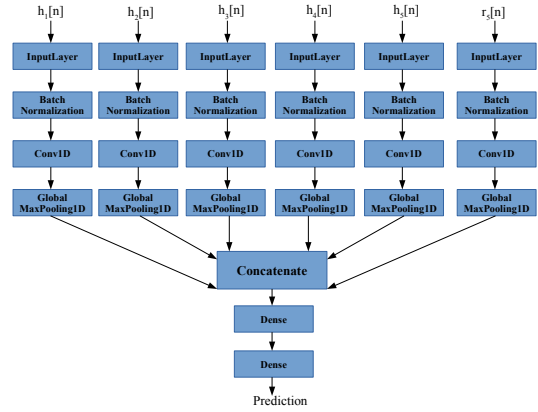 h₁[n] h₂[n] h₃[n] h₄[n] h₅[n] r₅[n]
InputLayer InputLayer InputLayer InputLayer InputLayer InputLayer
Batch Batch Batch Batch Batch Batch
Normalization Normalization Normalization Normalization Normalization Normalization
Conv1D Conv1D Conv1D Conv1D Conv1D Conv1D
Global Global Global Global Global Global
MaxPooling1D MaxPooling1D MaxPooling1D MaxPooling1D MaxPooling1D MaxPooling1D
Concatenate
Dense
Dense
Prediction